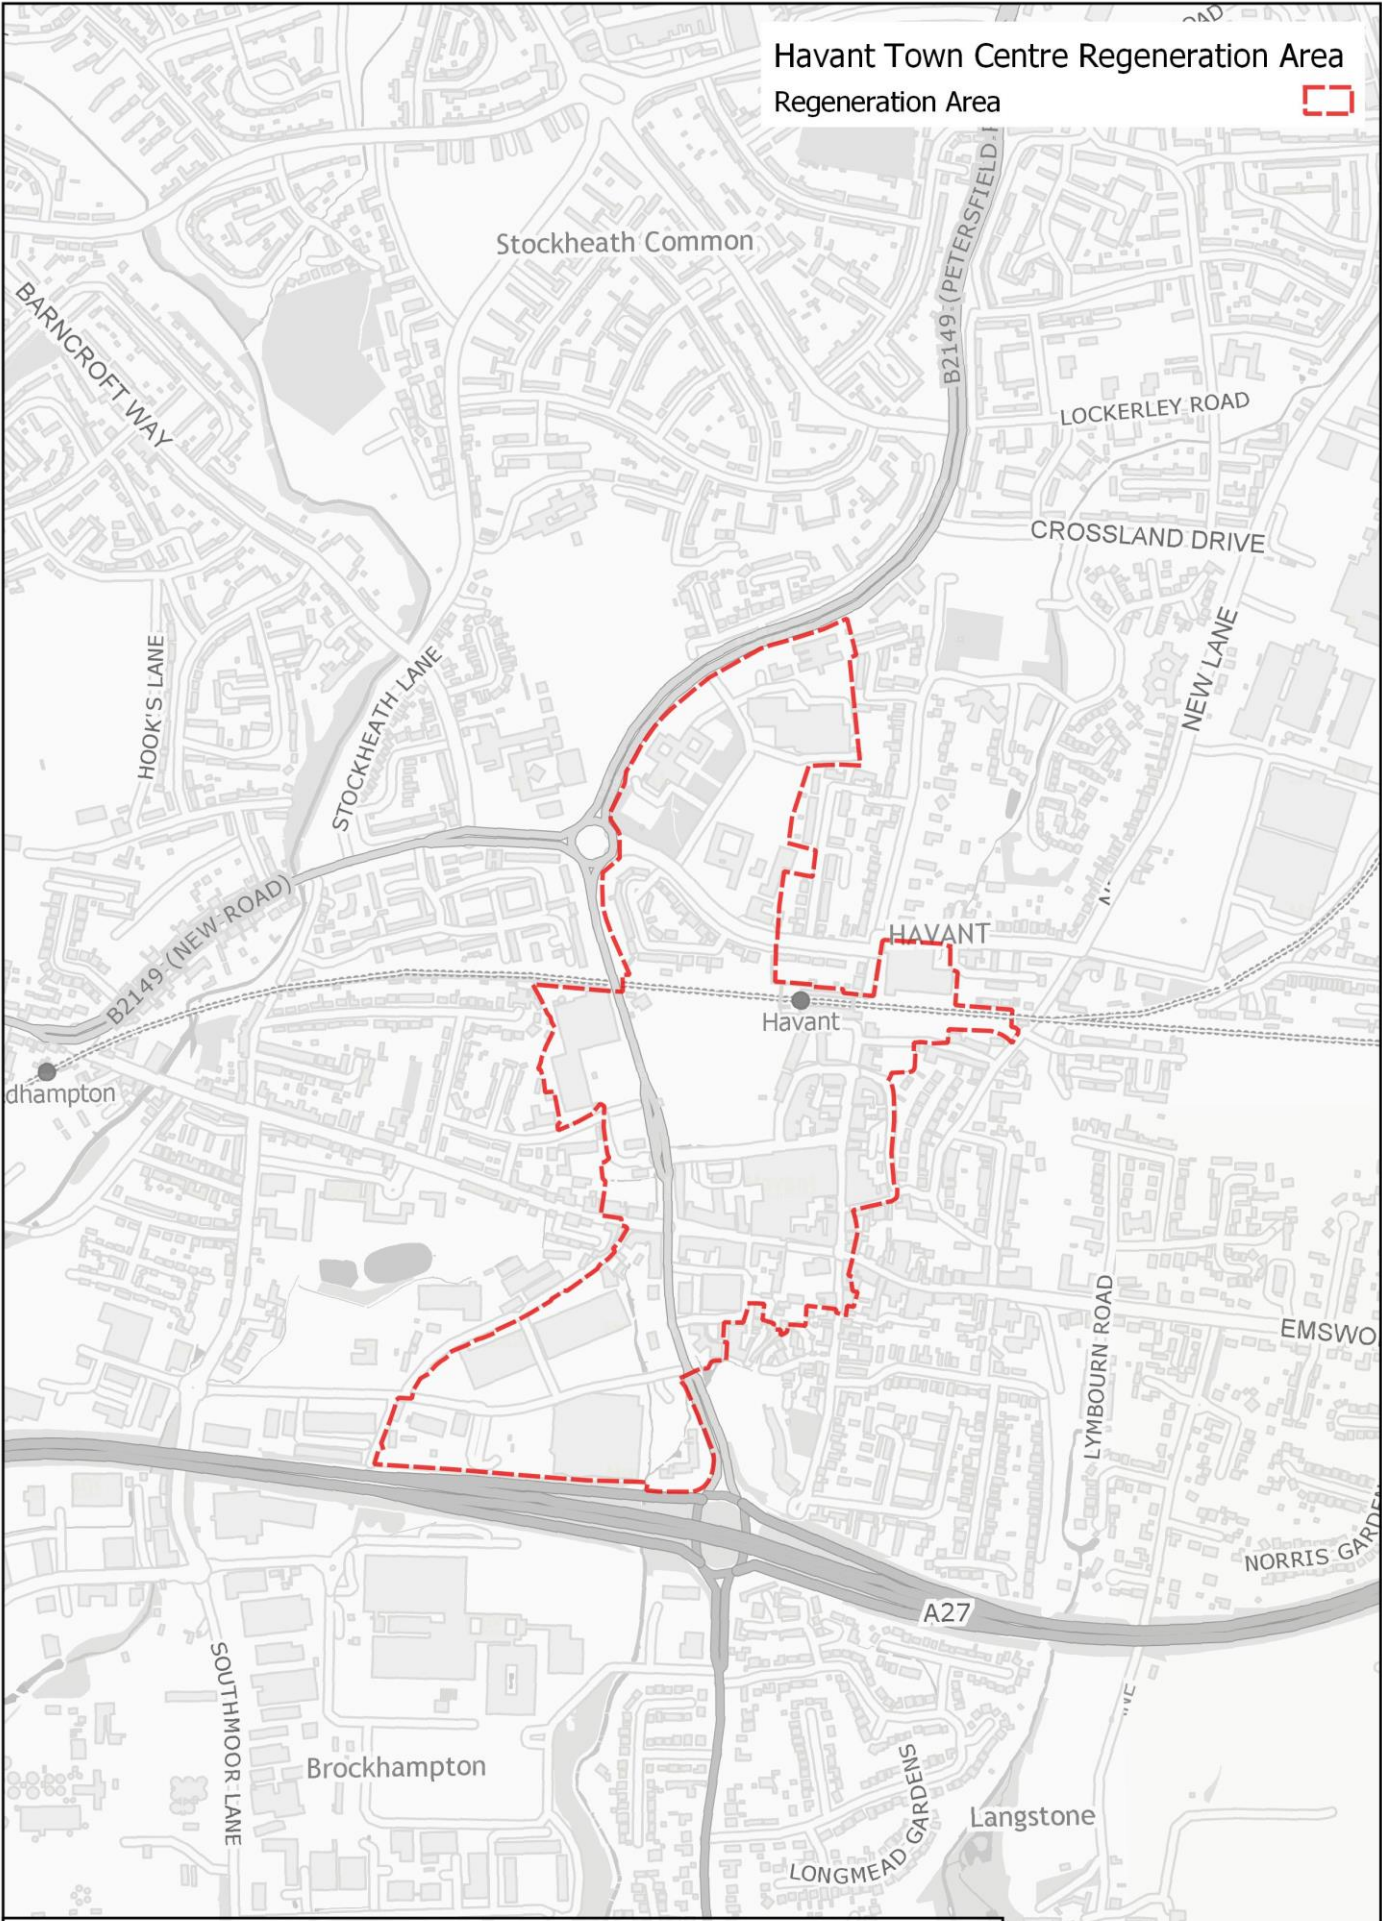 Havant Town Centre Regeneration Area
Regeneration Area
B2149 (PETERSFIELD
Stockheath Common
BARNCROFT WAY
LOCKERLEY ROAD
CROSSLAND DRIVE
HOOK'S LANE
STOCKHEATH LANE
NEW LANE
B2149 (NEW ROAD)
HAVANT
Havant
dhampton
LYMBOURN ROAD
EMSWO
NORRIS GARDEN
A27
SOUTHMOOR LANE
Brockhampton
LONGMEAD GARDENS
Langstone